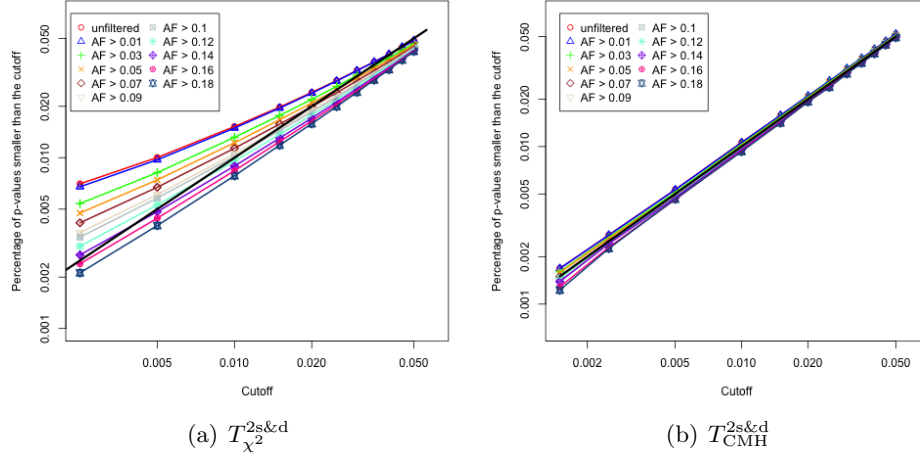 unfiltered
AF > 0.01
AF > 0.03
AF > 0.05
AF > 0.07
AF > 0.09
AF > 0.1
AF > 0.12
AF > 0.14
AF > 0.16
AF > 0.18
Percentage of p-values smaller than the cutoff
0.050
0.020
0.010
0.005
0.002
0.001
0.005
0.010
0.020
0.050
Cutoff
(a) T_{χ²}^{2s&d}
unfiltered
AF > 0.01
AF > 0.03
AF > 0.05
AF > 0.07
AF > 0.09
AF > 0.1
AF > 0.12
AF > 0.14
AF > 0.16
AF > 0.18
Percentage of p-values smaller than the cutoff
0.050
0.020
0.010
0.005
0.002
0.001
0.002
0.005
0.010
0.020
0.050
Cutoff
(b) T_{CMH}^{2s&d}